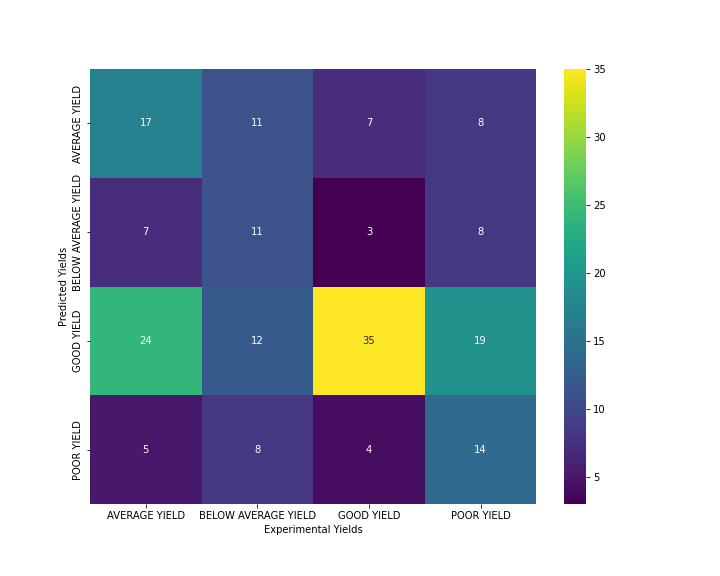 AVERAGE YIELD
17 11 7 8
BELOW AVERAGE YIELD
7 11 3 8
GOOD YIELD
24 12 35 19
POOR YIELD
5 8 4 14
Predicted Yields
AVERAGE YIELD BELOW AVERAGE YIELD GOOD YIELD POOR YIELD
Experimental Yields
35
30
25
20
15
10
5